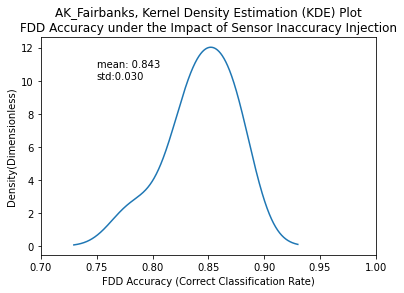 AK_Fairbanks, Kernel Density Estimation (KDE) Plot
FDD Accuracy under the Impact of Sensor Inaccuracy Injection
12
10
8
6
4
2
0
Density(Dimensionless)
mean: 0.843
std:0.030
0.70 0.75 0.80 0.85 0.90 0.95 1.00
FDD Accuracy (Correct Classification Rate)